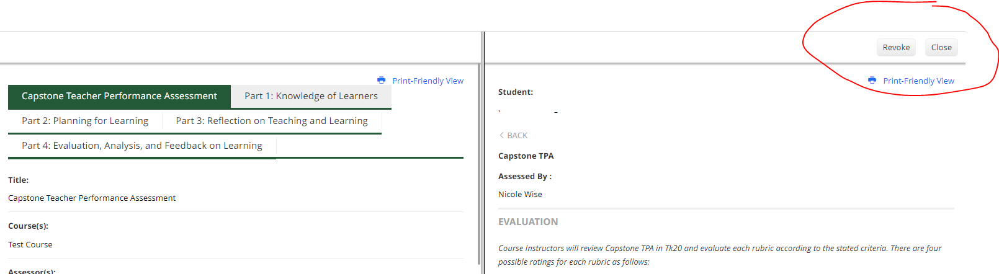 Revoke Close
Print-Friendly View
Capstone Teacher Performance Assessment Part 1: Knowledge of Learners
Part 2: Planning for Learning Part 3: Reflection on Teaching and Learning
Part 4: Evaluation, Analysis, and Feedback on Learning
Title:
Capstone Teacher Performance Assessment
Course(s):
Test Course
Assessor(s):
Print-Friendly View
Student:
BACK
Capstone TPA
Assessed By :
Nicole Wise
EVALUATION
Course Instructors will review Capstone TPA in Tk20 and evaluate each rubric according to the stated criteria. There are four
possible ratings for each rubric as follows: